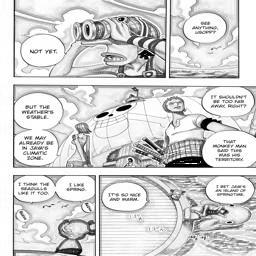 SEE
ANYTHING,
USOPP?
NOT YET.
IT SHOULDN'T
BE TOO FAR
AWAY, RIGHT?
BUT THE
WEATHER'S
STABLE.
WE MAY
ALREADY BE
IN JAYA'S
CLIMATIC
ZONE.
THAT
MONKEY MAN
SAID THIS
WAS HIS
TERRITORY.
I LIKE
SPRING.
I THINK THE
SEAGULLS
LIKE IT TOO.
I BET JAYA'S
AN ISLAND OF
SPRINGTIME.
IT'S SO NICE
AND WARM.